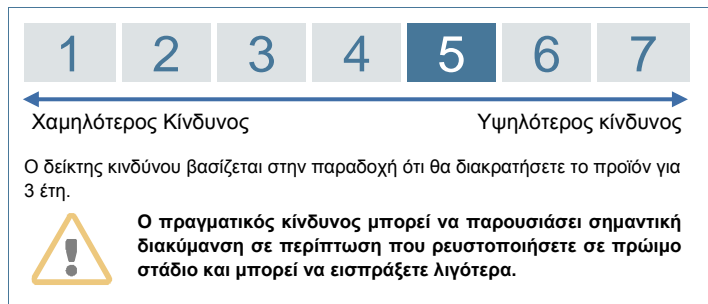 1 2 3 4 5 6 7
Χαμηλότερος Κίνδυνος Υψηλότερος κίνδυνος
Ο δείκτης κινδύνου βασίζεται στην παραδοχή ότι θα διακρατήσετε το προϊόν για
3 έτη.
Ο πραγματικός κίνδυνος μπορεί να παρουσιάσει σημαντική
διακύμανση σε περίπτωση που ρευστοποιήσετε σε πρώιμο
στάδιο και μπορεί να εισπράξετε λιγότερα.